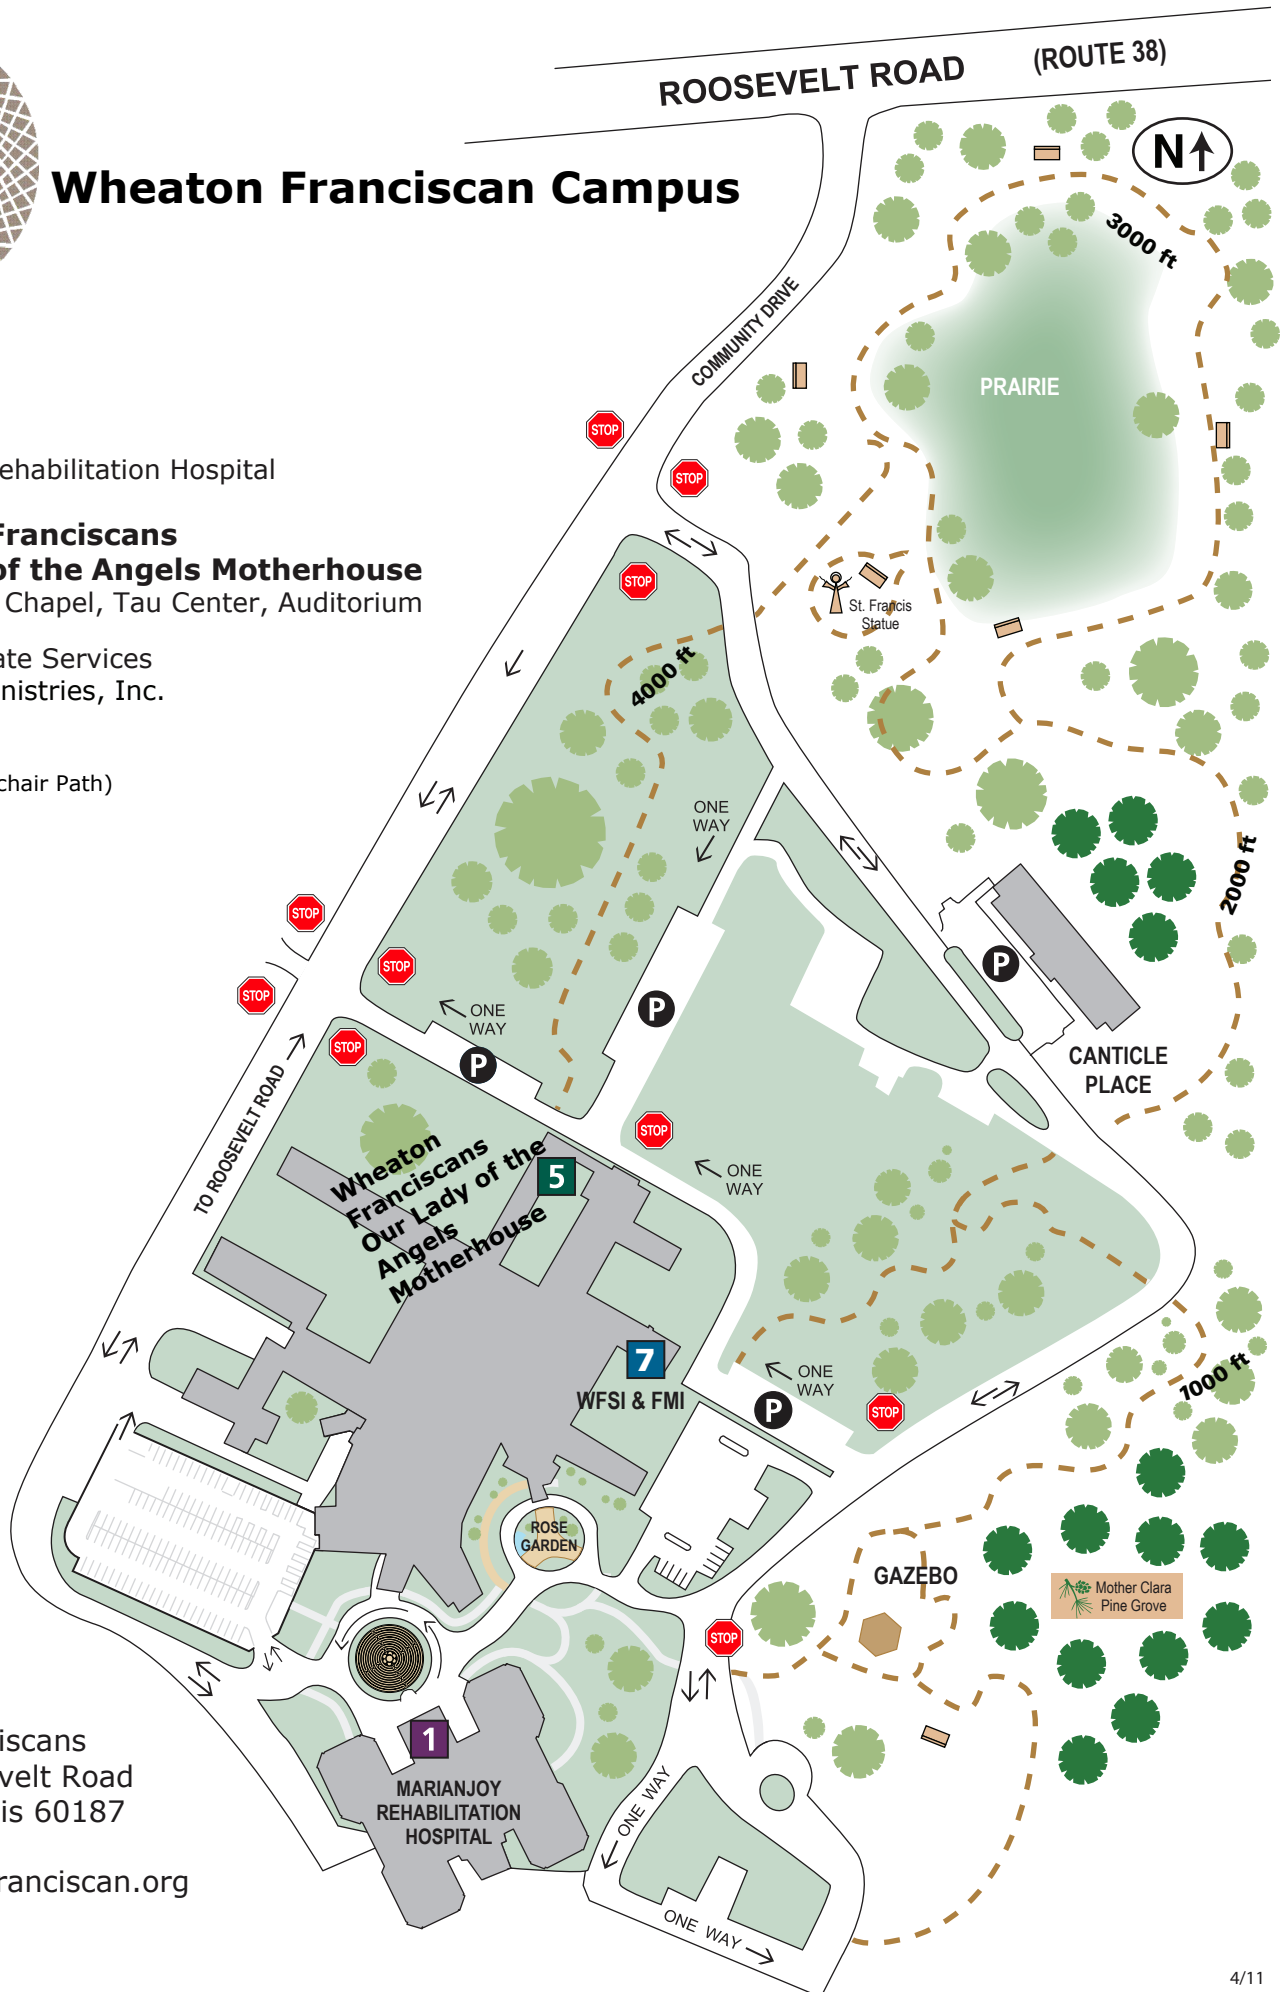 ROOSEVELT ROAD (ROUTE 38)
N
Wheaton Franciscan Campus
3000 ft
COMMUNITY DRIVE
PRAIRIE
STOP
STOP
ehabilitation Hospital
Franciscans
of the Angels Motherhouse
Chapel, Tau Center, Auditorium
STOP
St. Francis
Statue
ate Services
nistries, Inc.
4000 ft
chair Path)
ONE
WAY
2000 ft
STOP
STOP
P
STOP
P
ONE
WAY
STOP
P
CANTICLE
PLACE
TO ROOSEVELT ROAD
STOP
Wheaton
Franciscans
Our Lady of the
Angels
Motherhouse
5
ONE
WAY
7
WFSI & FMI
ONE
WAY
P
STOP
1000 ft
ROSE
GARDEN
GAZEBO
Mother Clara
Pine Grove
STOP
1
MARIANJOY
REHABILITATION
HOSPITAL
ONE WAY
ONE WAY
iscans
velt Road
is 60187
ranciscan.org
4/11